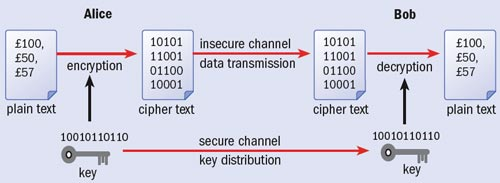 Alice
Bob
£100,
£50,
£57
plain text
encryption
10101
11001
01100
10001
cipher text
insecure channel
data transmission
10101
11001
01100
10001
cipher text
decryption
£100,
£50,
£57
plain text
10010110110
key
secure channel
key distribution
10010110110
key